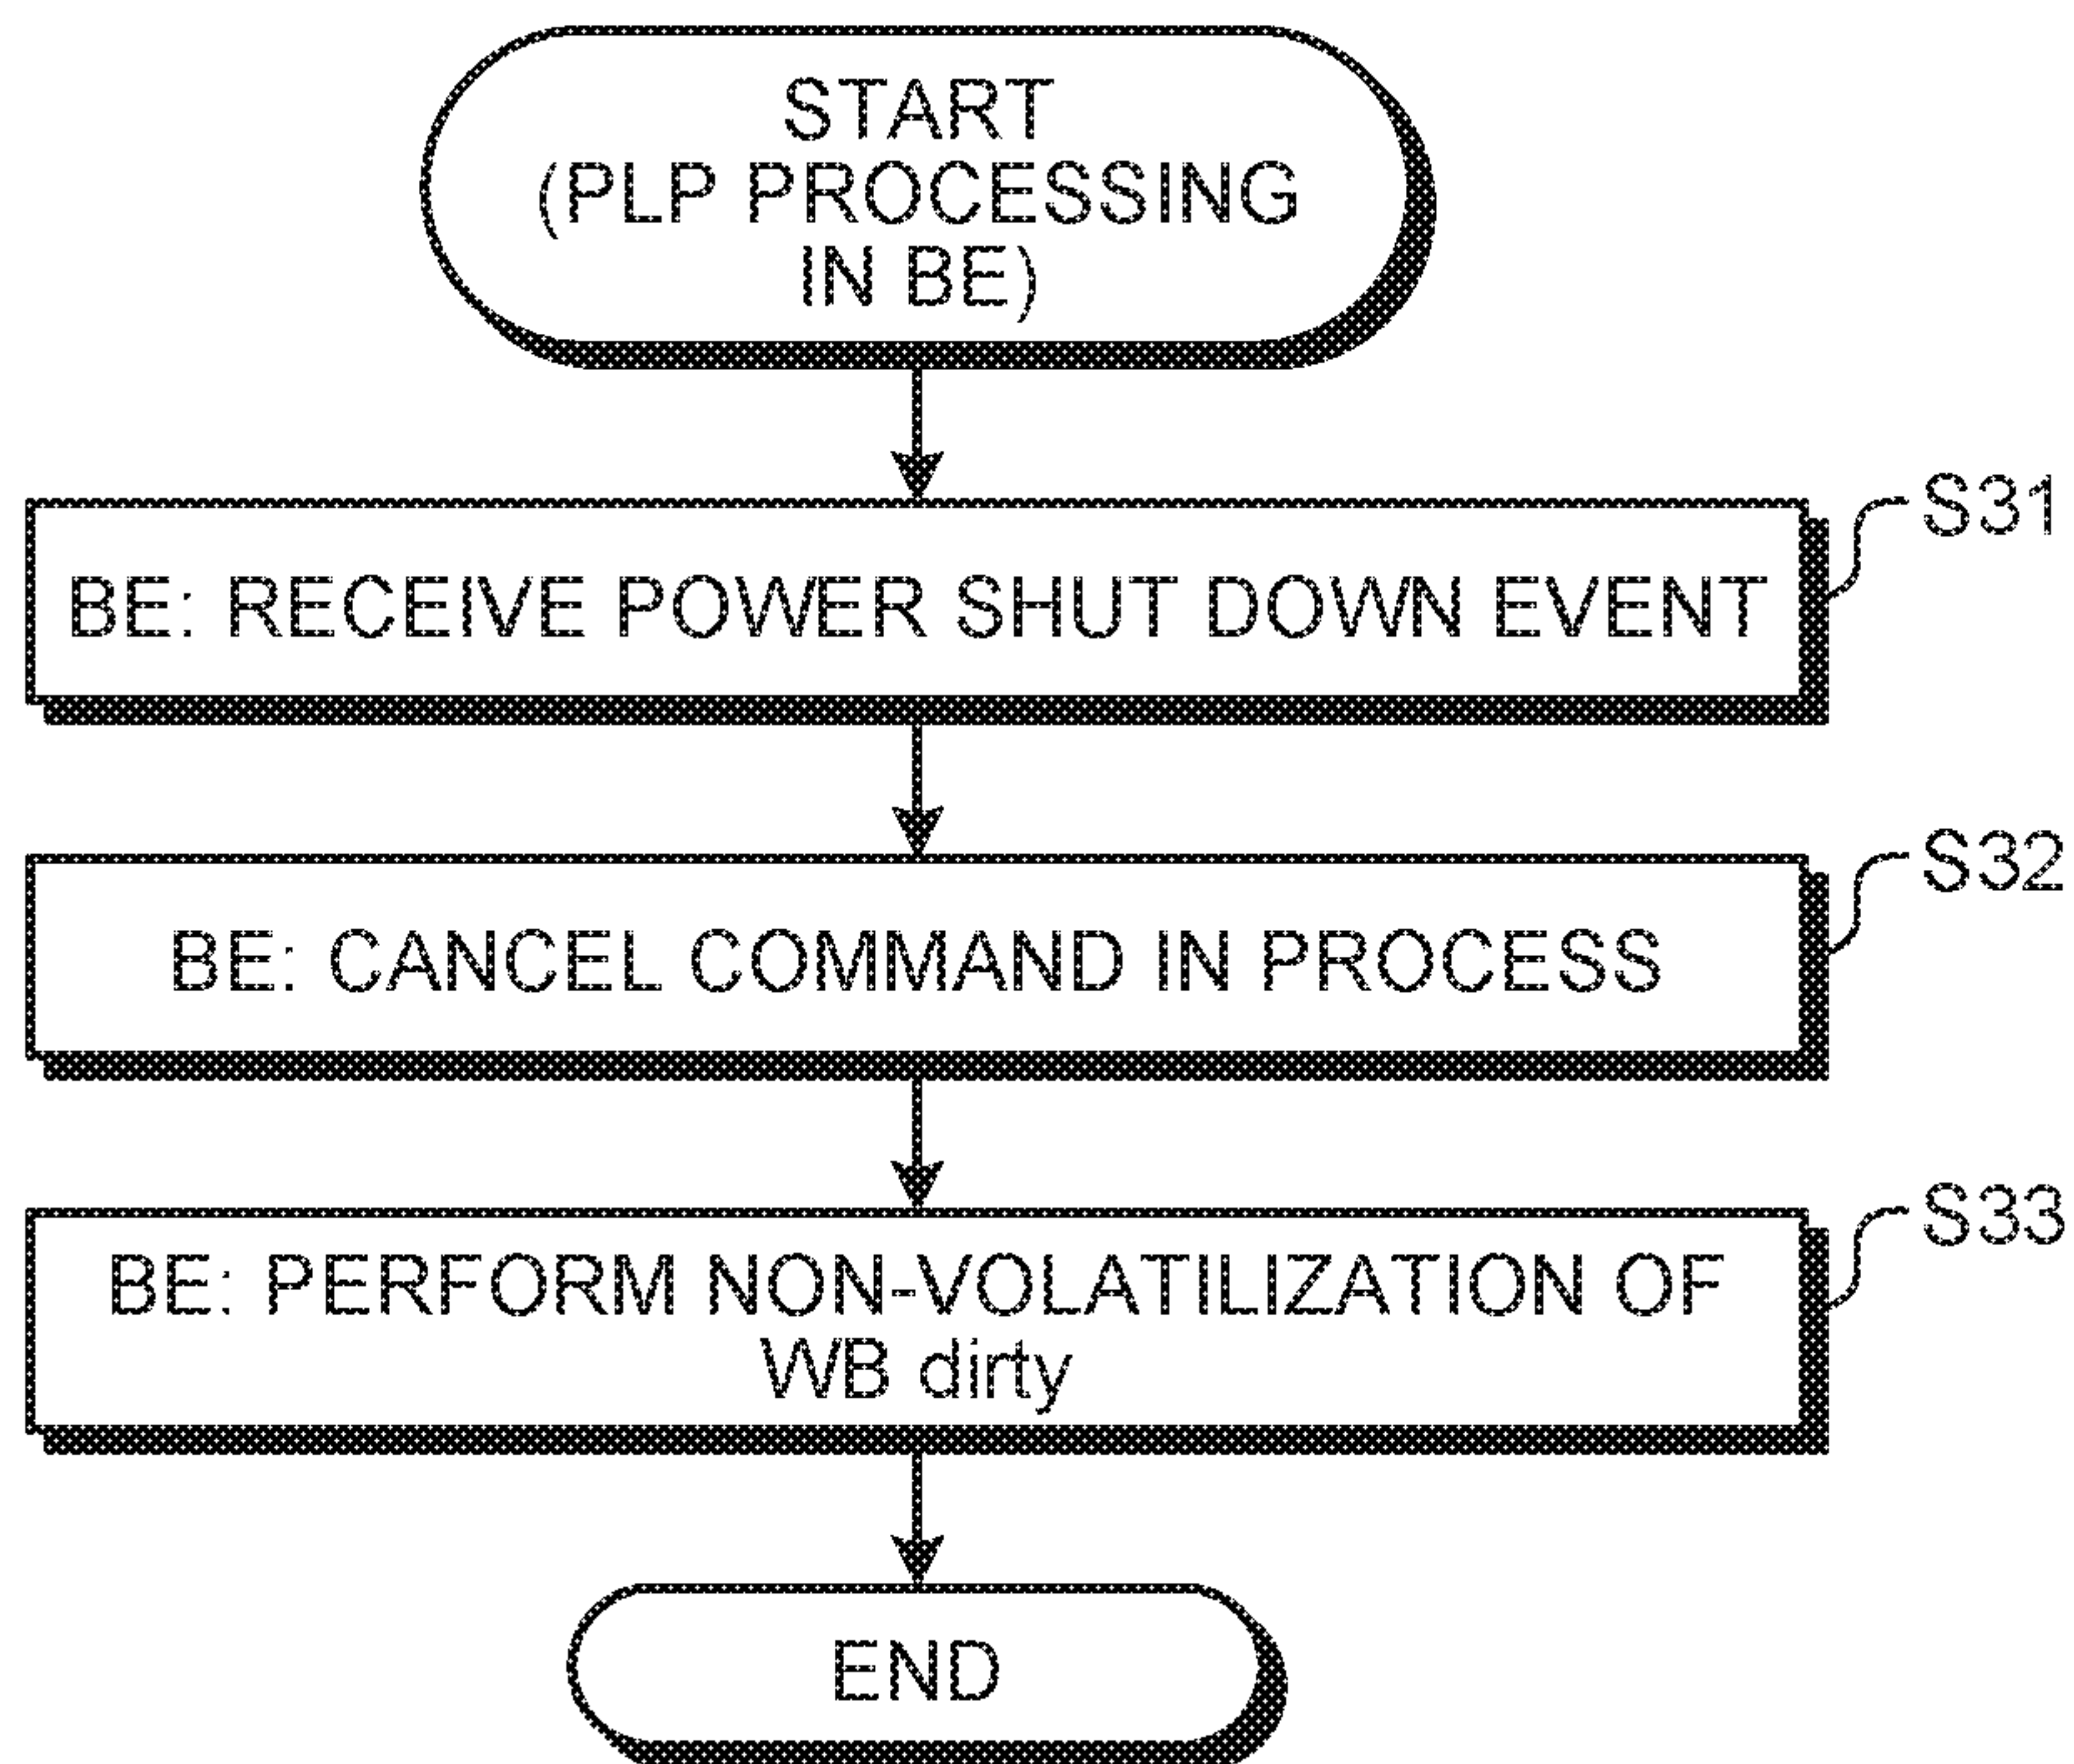 START
(PLP PROCESSING
IN BE)
S31
BE: RECEIVE POWER SHUT DOWN EVENT
S32
BE: CANCEL COMMAND IN PROCESS
S33
BE: PERFORM NON-VOLATILIZATION OF
WB dirty
END